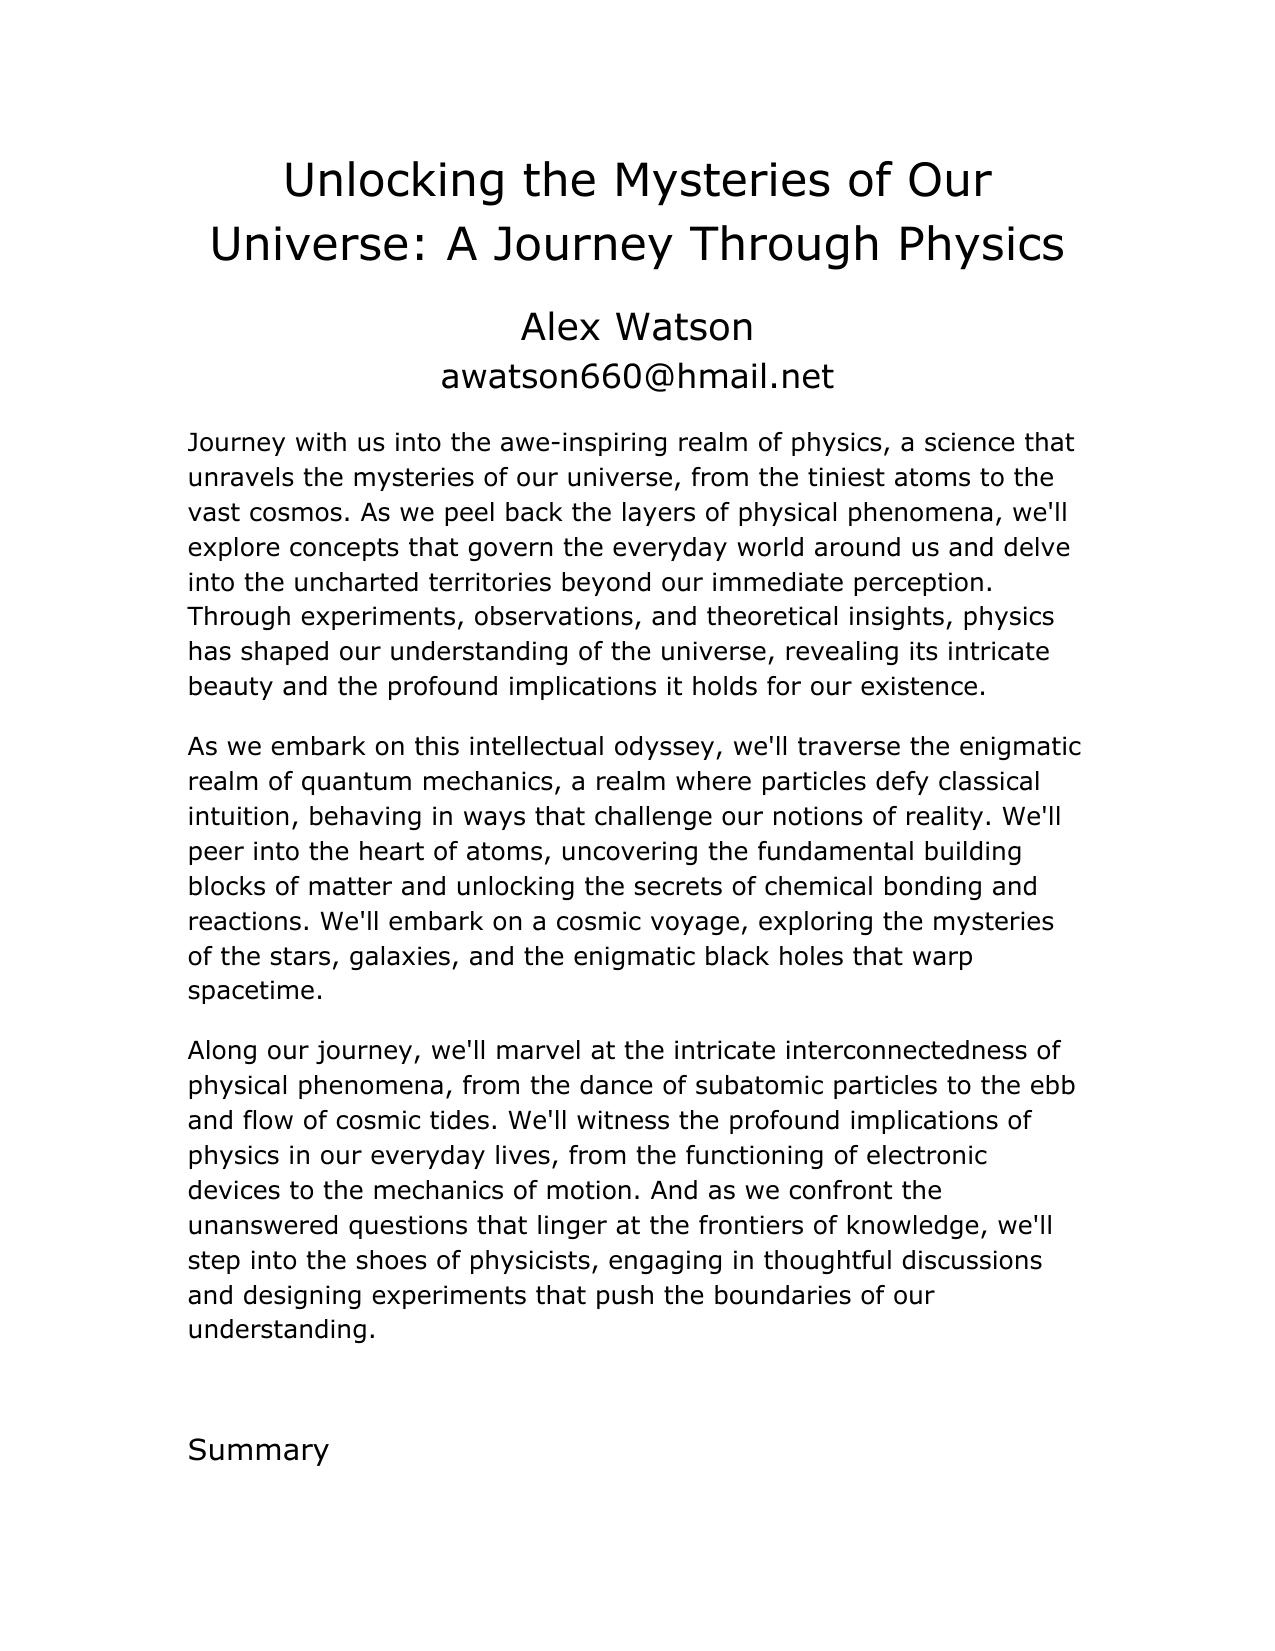 Unlocking the Mysteries of Our
Universe: A Journey Through Physics
Alex Watson
awatson660@hmail.net
Journey with us into the awe-inspiring realm of physics, a science that
unravels the mysteries of our universe, from the tiniest atoms to the
vast cosmos. As we peel back the layers of physical phenomena, we'll
explore concepts that govern the everyday world around us and delve
into the uncharted territories beyond our immediate perception.
Through experiments, observations, and theoretical insights, physics
has shaped our understanding of the universe, revealing its intricate
beauty and the profound implications it holds for our existence.
As we embark on this intellectual odyssey, we'll traverse the enigmatic
realm of quantum mechanics, a realm where particles defy classical
intuition, behaving in ways that challenge our notions of reality. We'll
peer into the heart of atoms, uncovering the fundamental building
blocks of matter and unlocking the secrets of chemical bonding and
reactions. We'll embark on a cosmic voyage, exploring the mysteries
of the stars, galaxies, and the enigmatic black holes that warp
spacetime.
Along our journey, we'll marvel at the intricate interconnectedness of
physical phenomena, from the dance of subatomic particles to the ebb
and flow of cosmic tides. We'll witness the profound implications of
physics in our everyday lives, from the functioning of electronic
devices to the mechanics of motion. And as we confront the
unanswered questions that linger at the frontiers of knowledge, we'll
step into the shoes of physicists, engaging in thoughtful discussions
and designing experiments that push the boundaries of our
understanding.
Summary